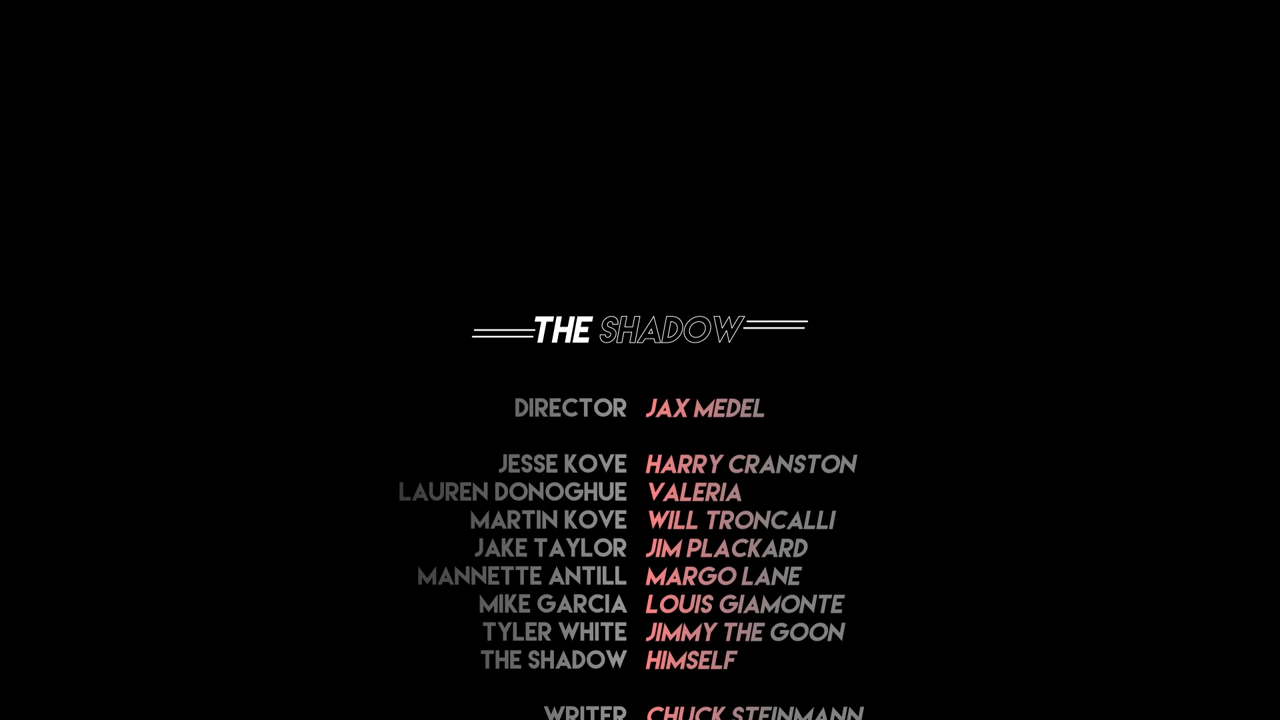 THE SHADOW
DIRECTOR JAX MEDEL
JESSE KOVE HARRY CRANSTON
LAUREN DONOGHUE VALERIA
MARTIN KOVE WILL TRONCALLI
JAKE TAYLOR JIM PLACKARD
MANNETTE ANTILL MARGO LANE
MIKE GARCIA LOUIS GIAMONTE
TYLER WHITE JIMMY THE GOON
THE SHADOW HIMSELF
WRITER CHUCK STEINMANN